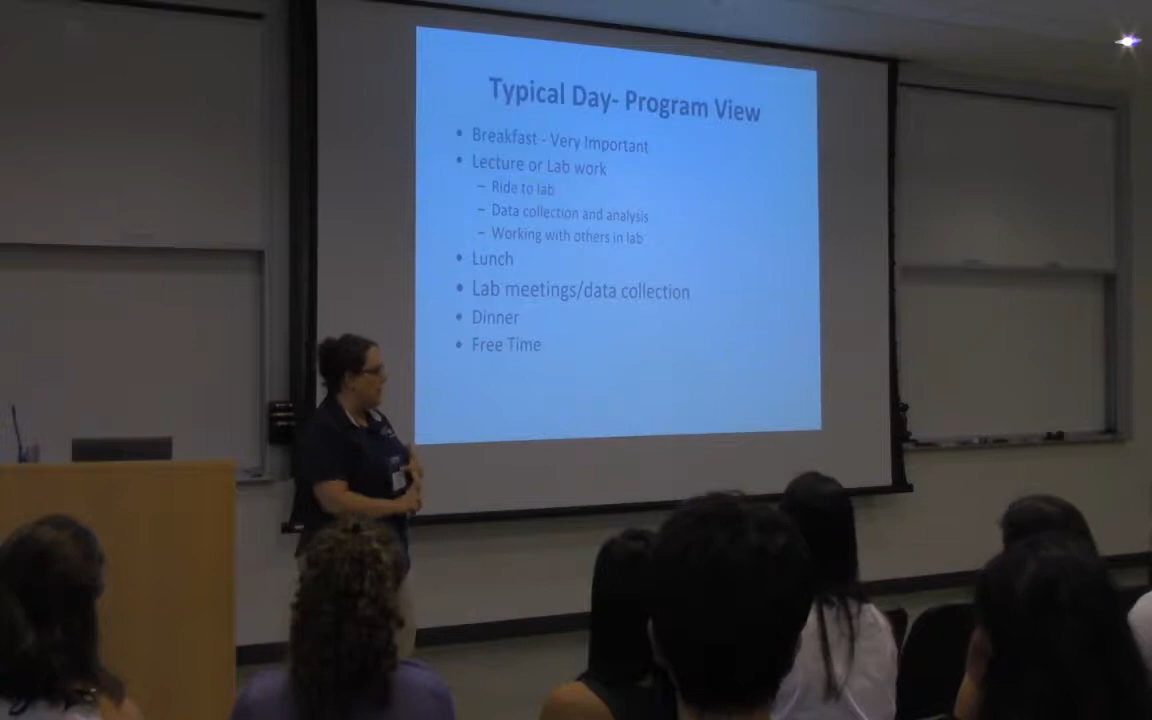 Typical Day- Program View
• Breakfast - Very Important
• Lecture or Lab work
– Ride to lab
– Data collection and analysis
– Working with others in lab
• Lunch
• Lab meetings/data collection
• Dinner
• Free Time